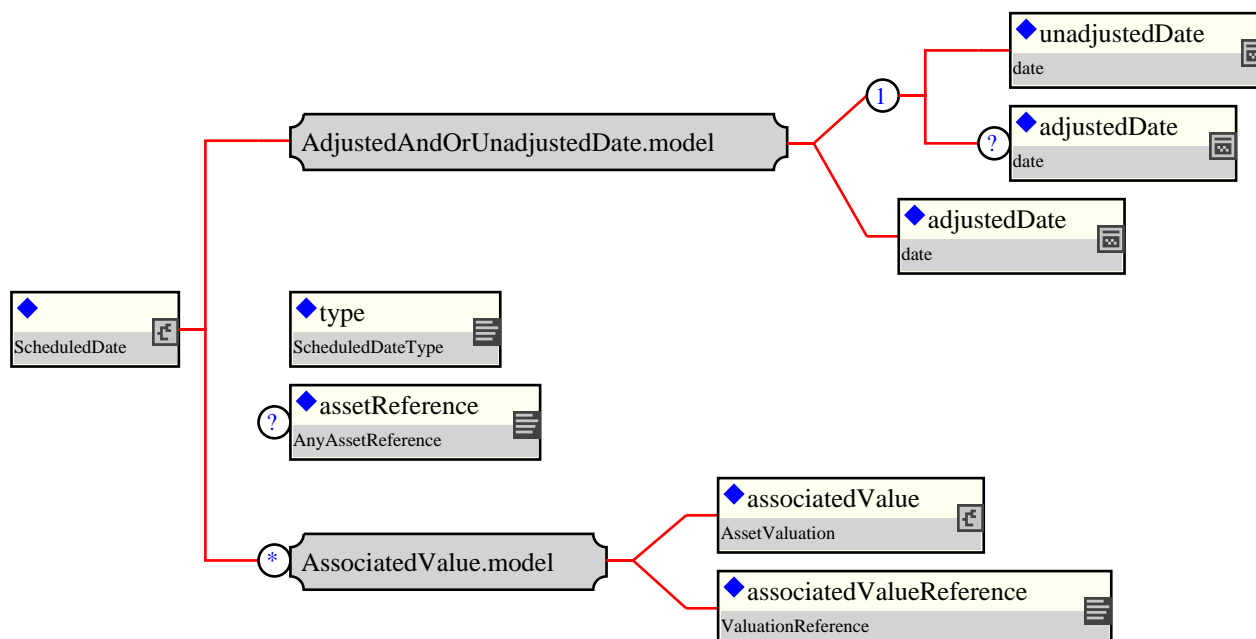 unadjustedDate
date
1
?
adjustedDate
date
AdjustedAndOrUnadjustedDate.model
adjustedDate
date
ScheduledDate
type
ScheduledDateType
?
assetReference
AnyAssetReference
*
AssociatedValue.model
associatedValue
AssetValuation
associatedValueReference
ValuationReference